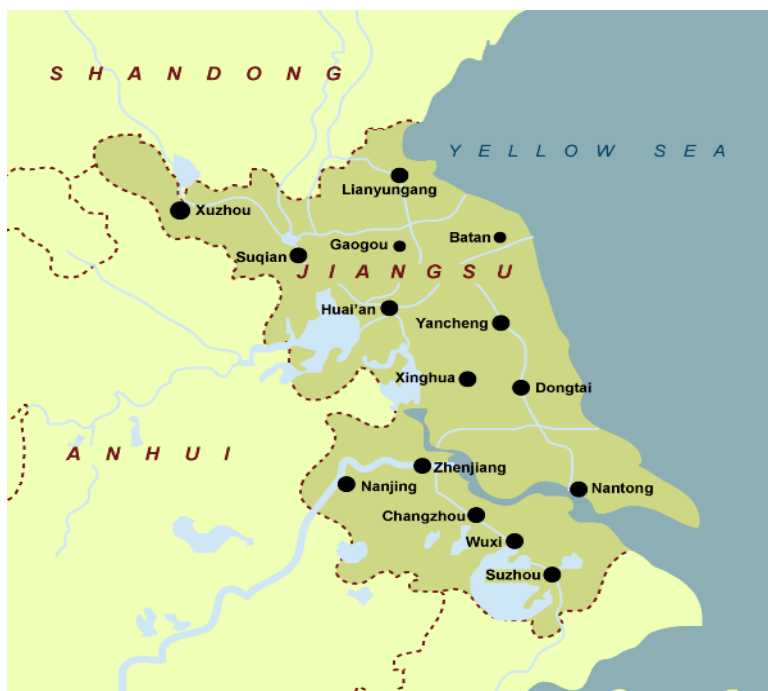 SHANDONG
YELLOW SEA
Lianyungang
Xuzhou
Batan
Gaogou
Suqian
JIANGSU
Huai'an
Yancheng
Xinghua
Dongtai
ANHUI
Zhenjiang
Nanjing
Nantong
Changzhou
Wuxi
Suzhou